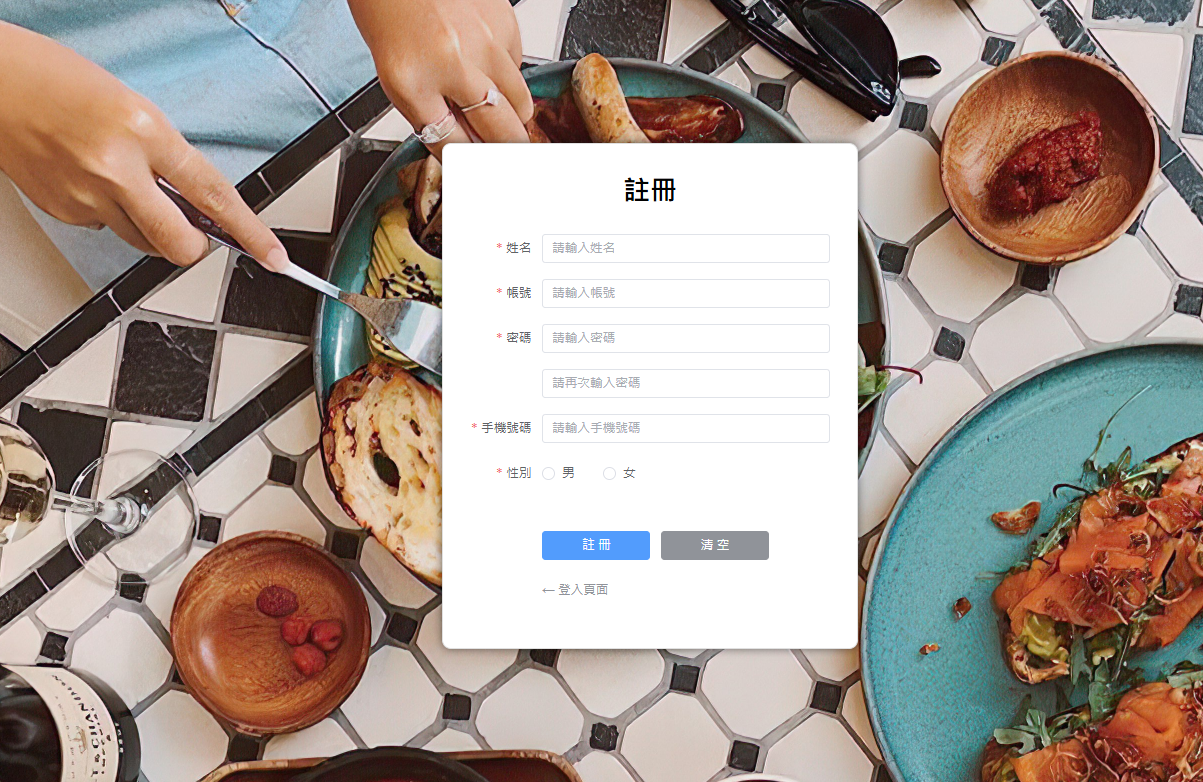 註冊
* 姓名 請輸入姓名
* 帳號 請輸入帳號
* 密碼 請輸入密碼
請再次輸入密碼
* 手機號碼 請輸入手機號碼
* 性別 男 女
註 冊 清 空
← 登入頁面